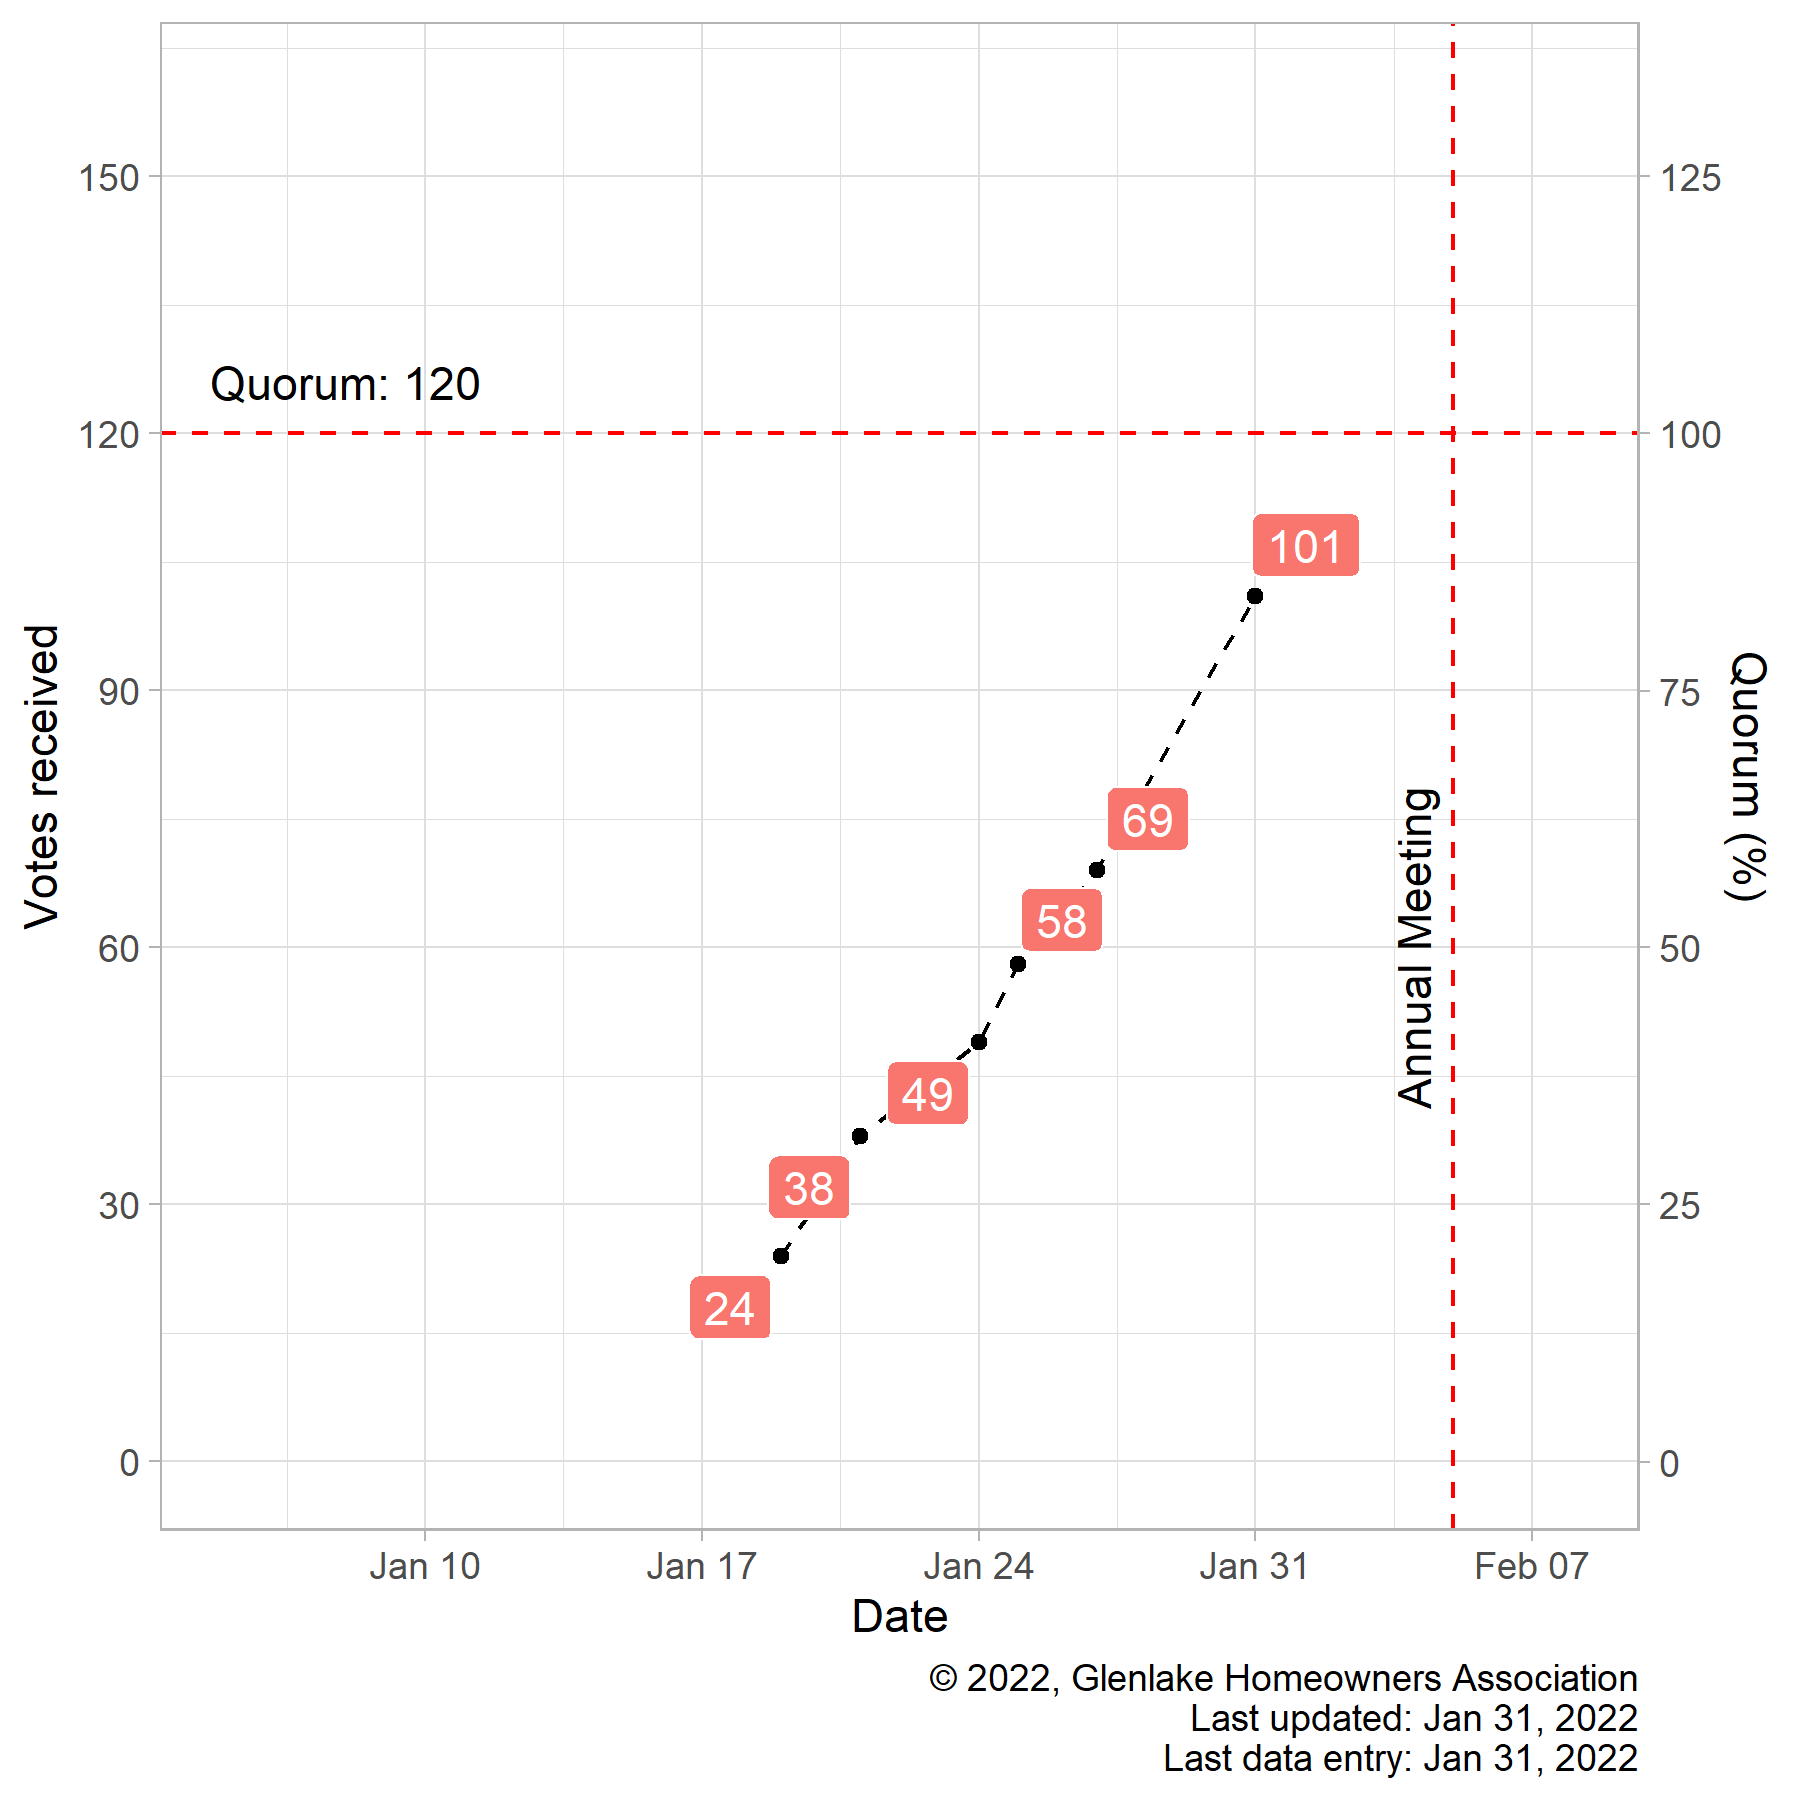 150
125
Quorum: 120
120
100
101
90
75
69
58
60
50
49
38
30
25
24
0
0
Votes received
Quorum (%)
Annual Meeting
Jan 10
Jan 17
Jan 24
Jan 31
Feb 07
Date
© 2022, Glenlake Homeowners Association
Last updated: Jan 31, 2022
Last data entry: Jan 31, 2022